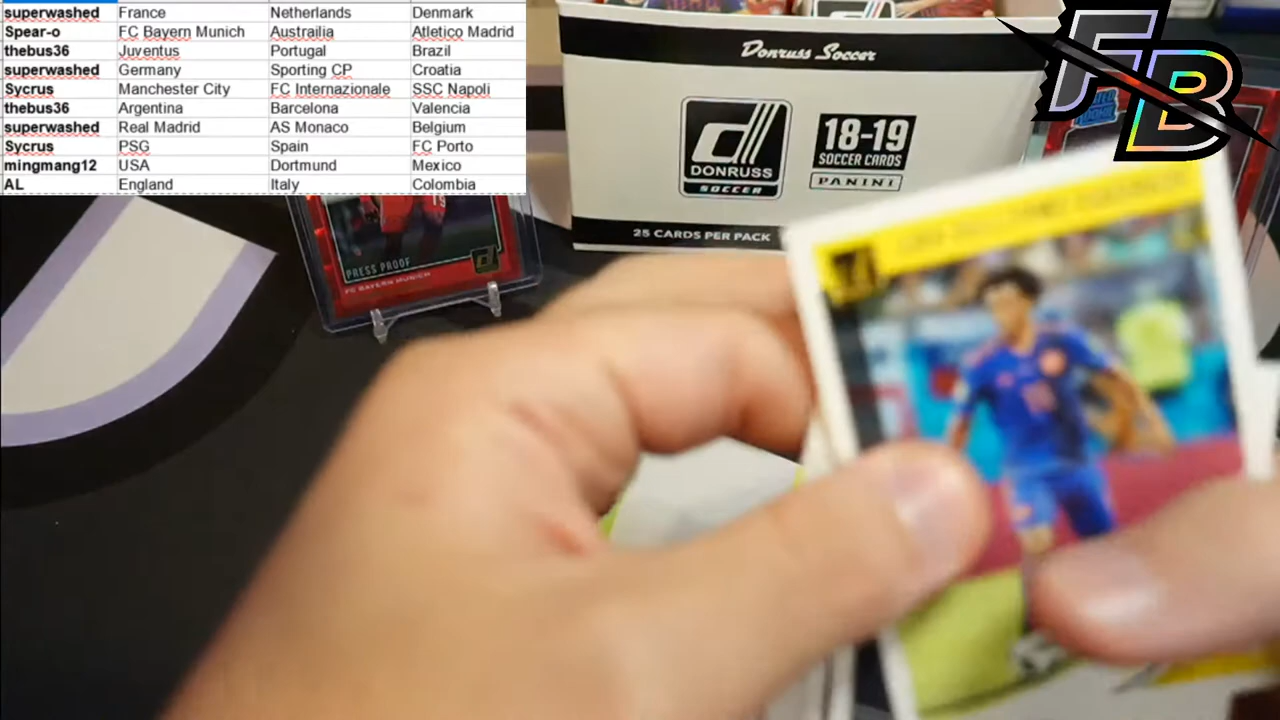 superwashed France Netherlands Denmark
Spear-o FC Bayern Munich Austrailia Atletico Madrid
thebus36 Juventus Portugal Brazil
superwashed Germany Sporting CP Croatia
Sycrus Manchester City FC Internazionale SSC Napoli
thebus36 Argentina Barcelona Valencia
superwashed Real Madrid AS Monaco Belgium
Sycrus PSG Spain FC Porto
mingmang12 USA Dortmund Mexico
AL England Italy Colombia
Donruss Soccer
d
DONRUSS
SOCCER
18-19
SOCCER CARDS
PANINI
25 CARDS PER PACK
FB
RATED
ROOKIE
PRESS PROOF
FC BAYERN MUNICH